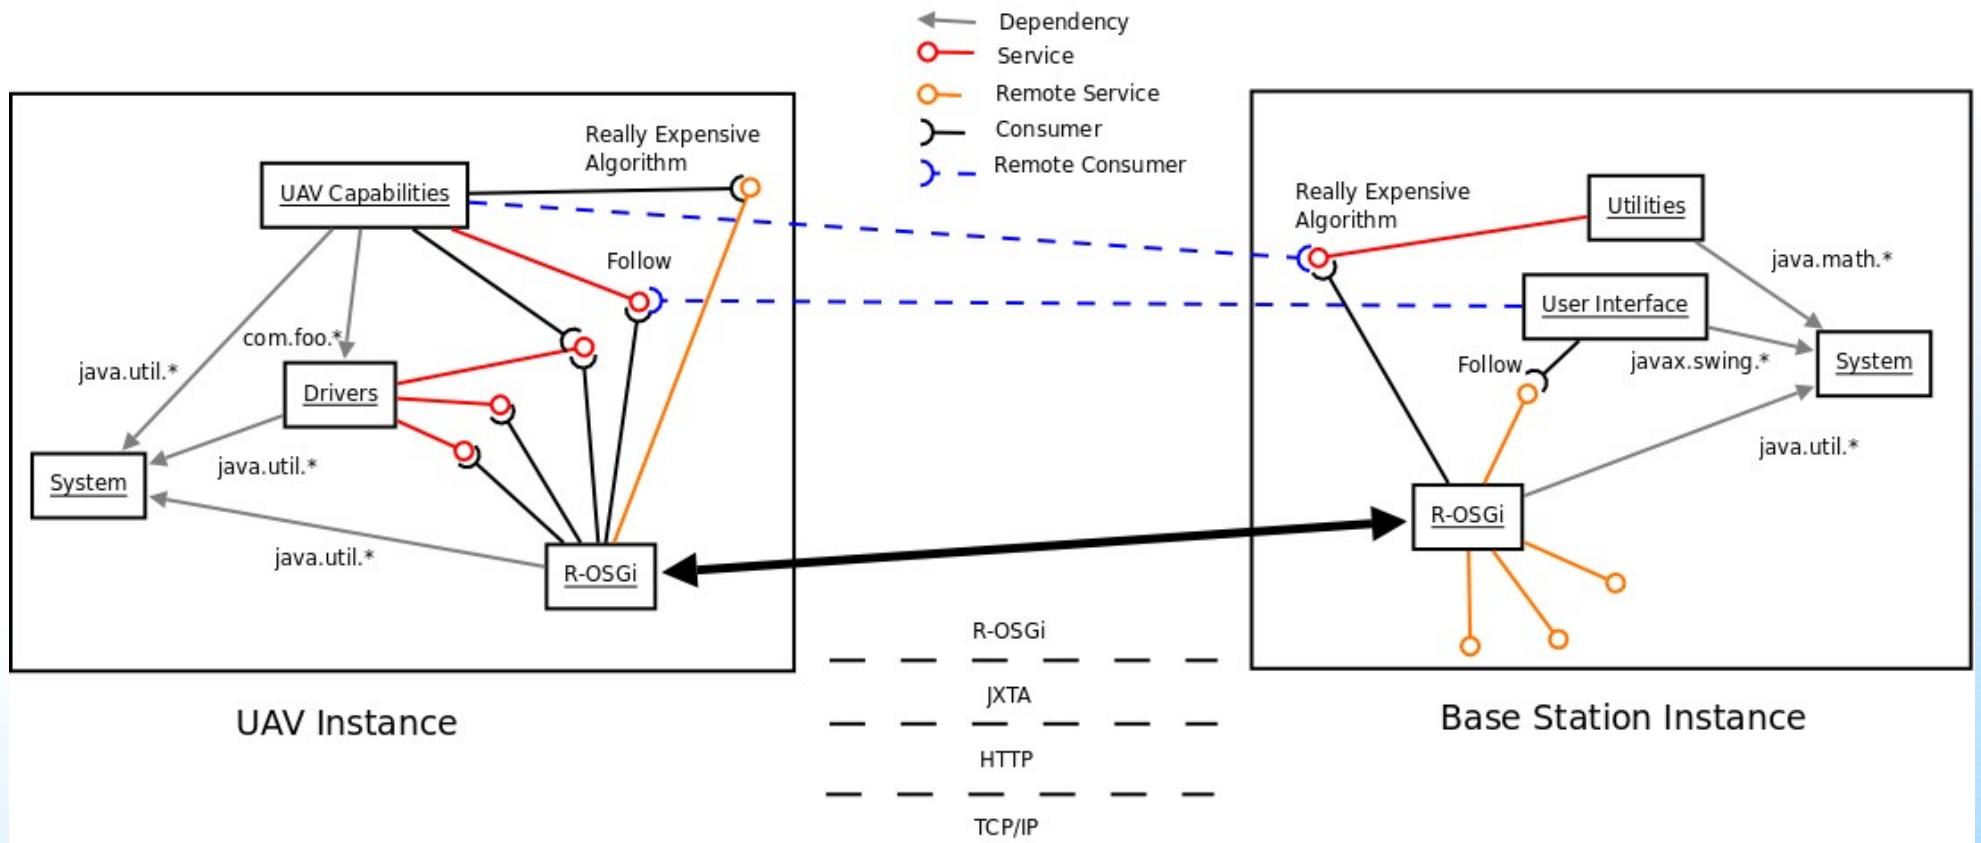 Dependency
Service
Remote Service
Consumer
Remote Consumer
Really Expensive
Algorithm
UAV Capabilities
Follow
com.foo.*
java.util.*
Drivers
java.util.*
System
java.util.*
R-OSGi
UAV Instance
R-OSGi
JXTA
HTTP
TCP/IP
Really Expensive
Algorithm
Utilities
java.math.*
User Interface
Follow
javax.swing.*
System
java.util.*
R-OSGi
Base Station Instance